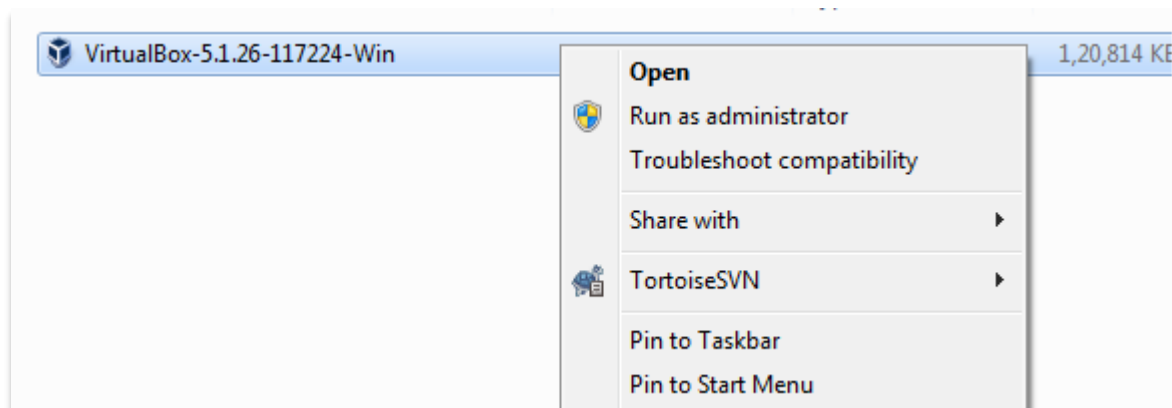 VirtualBox-5.1.26-117224-Win
1,20,814 KB
Open
Run as administrator
Troubleshoot compatibility
Share with
TortoiseSVN
Pin to Taskbar
Pin to Start Menu